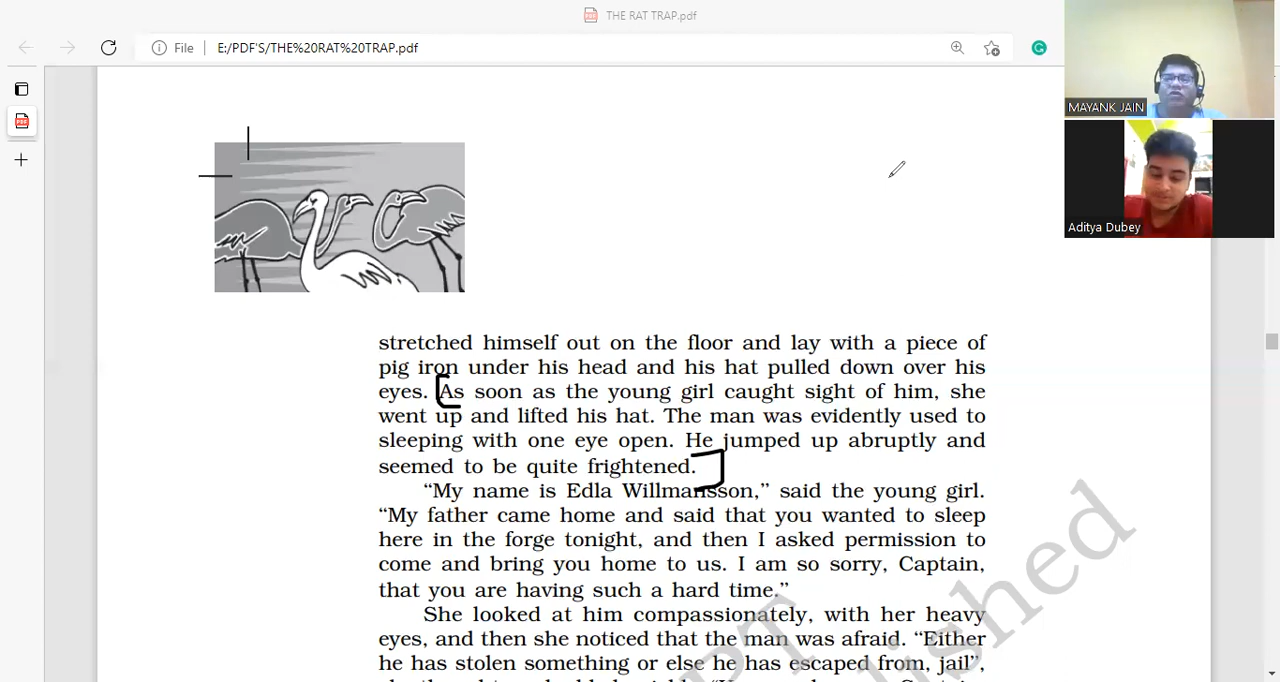 THE RAT TRAP.pdf
File E:/PDF'S/THE%20RAT%20TRAP.pdf
MAYANK JAIN
Aditya Dubey
stretched himself out on the floor and lay with a piece of
pig iron under his head and his hat pulled down over his
eyes. As soon as the young girl caught sight of him, she
went up and lifted his hat. The man was evidently used to
sleeping with one eye open. He jumped up abruptly and
seemed to be quite frightened.
“My name is Edla Willmansson,” said the young girl.
“My father came home and said that you wanted to sleep
here in the forge tonight, and then I asked permission to
come and bring you home to us. I am so sorry, Captain,
that you are having such a hard time.”
She looked at him compassionately, with her heavy
eyes, and then she noticed that the man was afraid. “Either
he has stolen something or else he has escaped from, jail”,